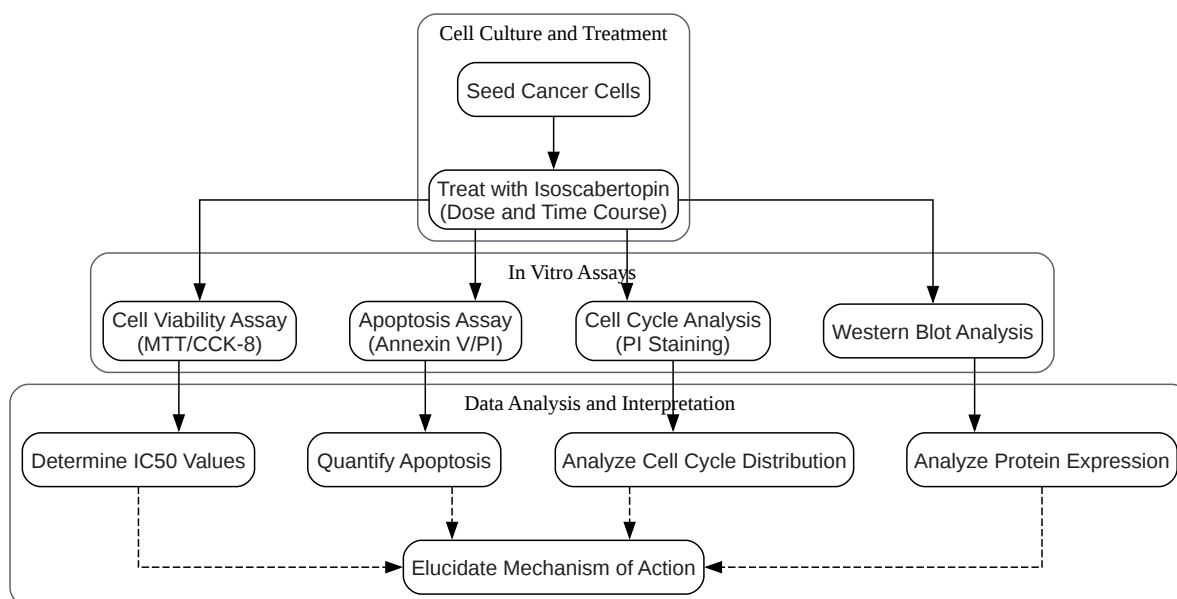 Cell Culture and Treatment
Seed Cancer Cells
Treat with Isoscabertopin
(Dose and Time Course)
In Vitro Assays
Cell Viability Assay
(MTT/CCK-8)
Apoptosis Assay
(Annexin V/PI)
Cell Cycle Analysis
(PI Staining)
Western Blot Analysis
Data Analysis and Interpretation
Determine IC50 Values
Quantify Apoptosis
Analyze Cell Cycle Distribution
Analyze Protein Expression
Elucidate Mechanism of Action